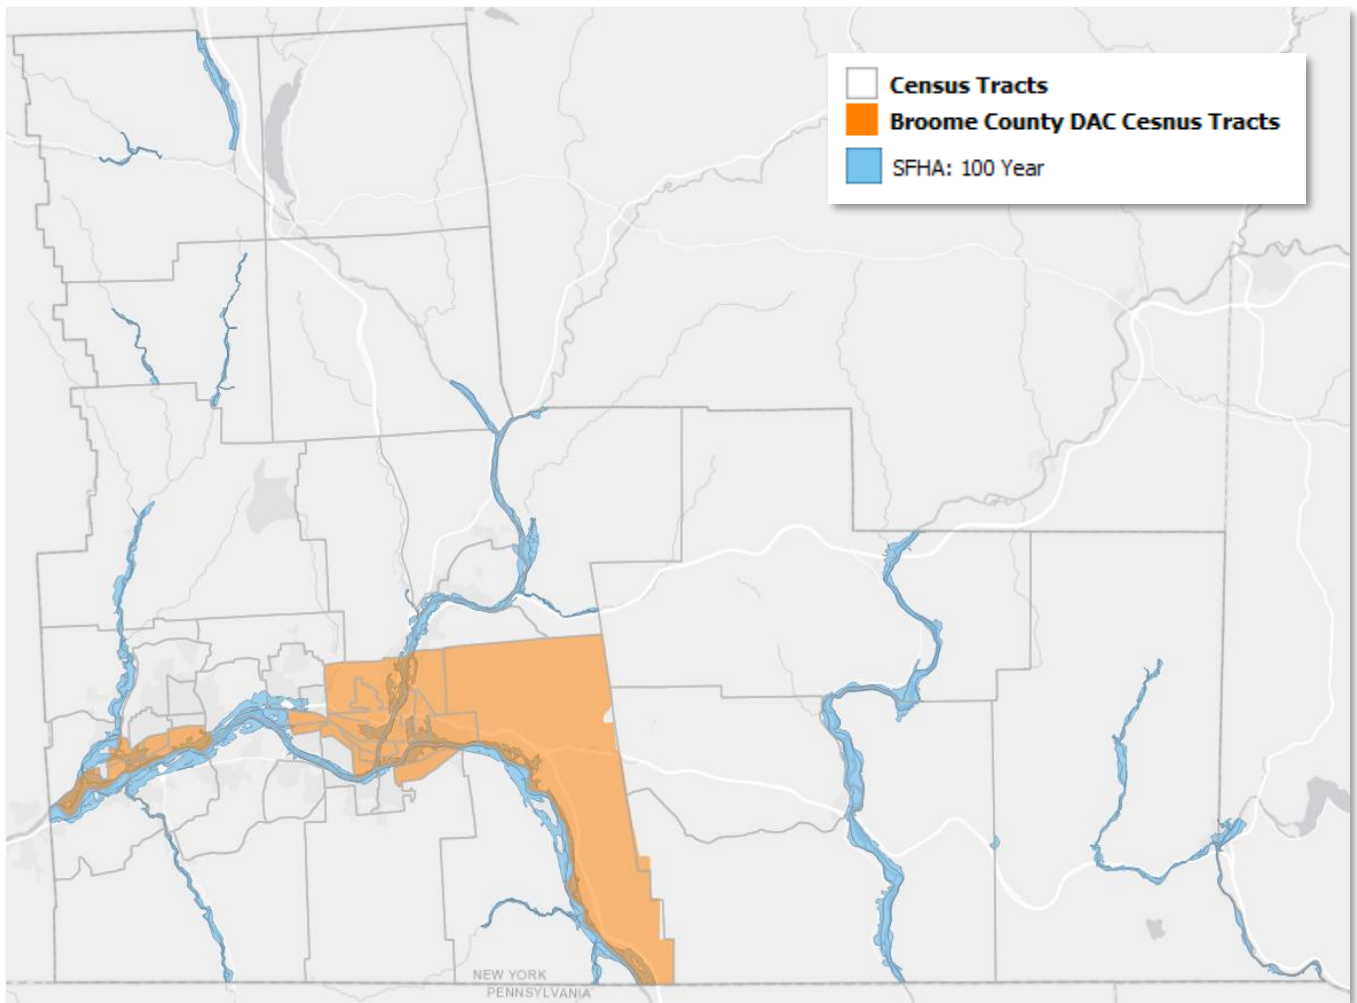 Census Tracts
Broome County DAC Cesnus Tracts
SFHA: 100 Year
NEW YORK
PENNSYLVANIA